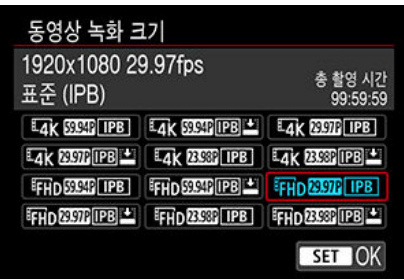 동영상 녹화 크기
1920x1080 29.97fps
표준 (IPB)
총 촬영 시간
99:59:59
4K 59.94P IPB 4K 59.94P IPB 4K 29.97P IPB
4K 29.97P IPB 4K 23.98P IPB 4K 23.98P IPB
FHD 59.94P IPB FHD 59.94P IPB FHD 29.97P IPB
FHD 29.97P IPB FHD 23.98P IPB FHD 23.98P IPB
SET OK